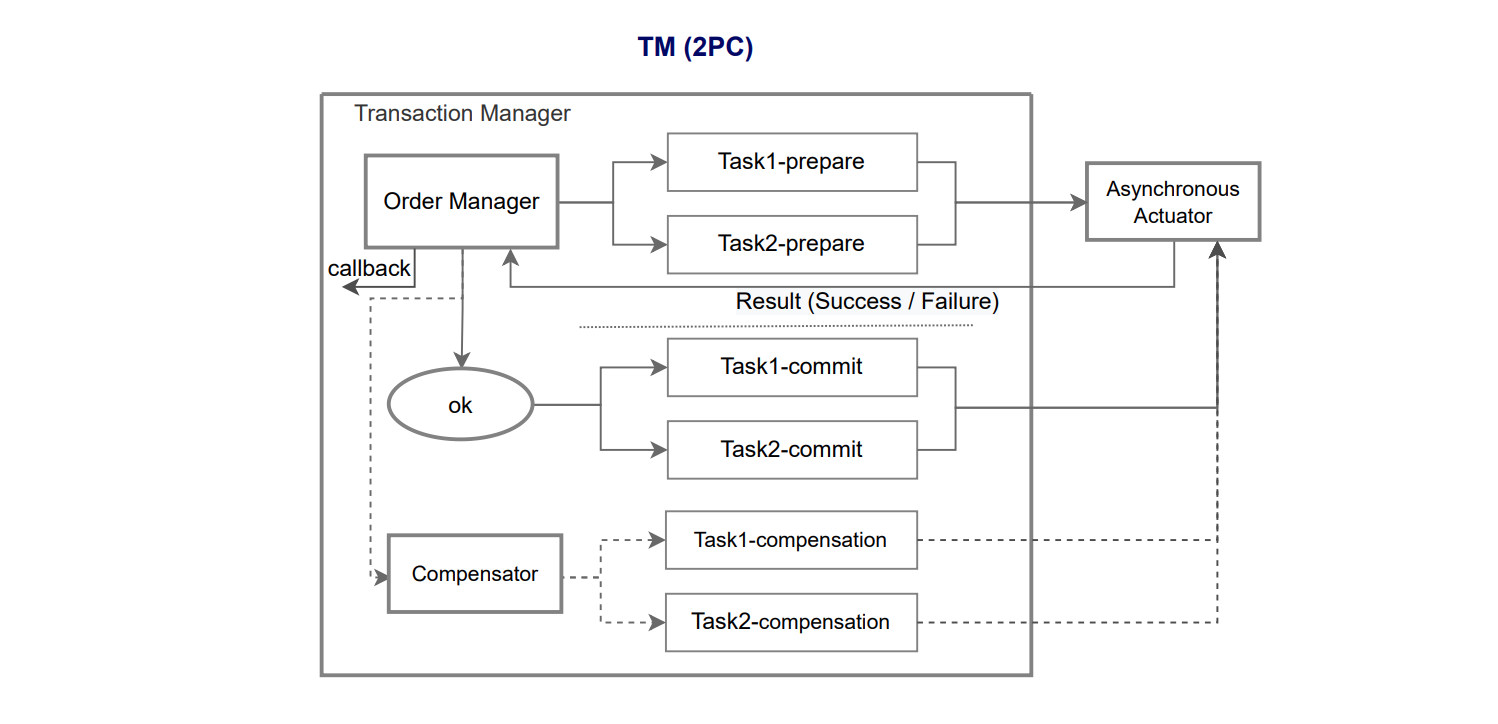 TM (2PC)
Transaction Manager
Order Manager
Task1-prepare
Task2-prepare
Asynchronous
Actuator
callback
Result (Success / Failure)
ok
Task1-commit
Task2-commit
Compensator
Task1-compensation
Task2-compensation